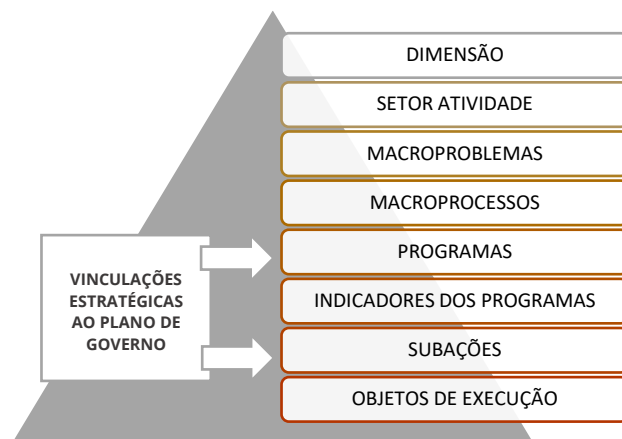 DIMENSÃO
SETOR ATIVIDADE
MACROPROBLEMAS
MACROPROCESSOS
PROGRAMAS
INDICADORES DOS PROGRAMAS
SUBAÇÕES
OBJETOS DE EXECUÇÃO
VINCULAÇÕES
ESTRATÉGICAS
AO PLANO DE
GOVERNO